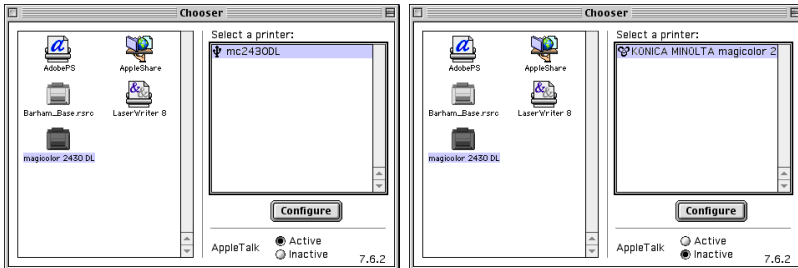 Chooser
Select a printer:
AdobePS
AppleShare
mc2430DL
Barham_Base.rsrc
LaserWriter 8
magicolor 2430 DL
Configure
AppleTalk
Active
Inactive
7.6.2
Chooser
Select a printer:
AdobePS
AppleShare
KONICA MINOLTA magicolor 2
Barham_Base.rsrc
LaserWriter 8
magicolor 2430 DL
Configure
AppleTalk
Active
Inactive
7.6.2